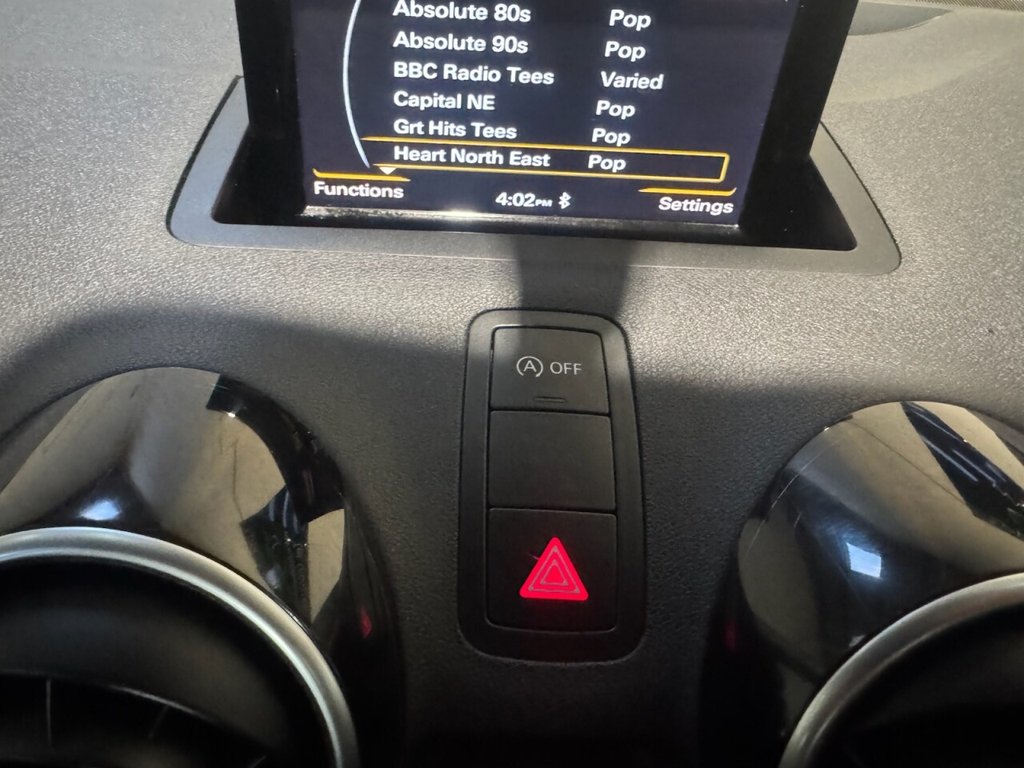 Absolute 80s Pop
Absolute 90s Pop
BBC Radio Tees Varied
Capital NE Pop
Grt Hits Tees Pop
Heart North East Pop
Functions 4:02PM Settings
A OFF